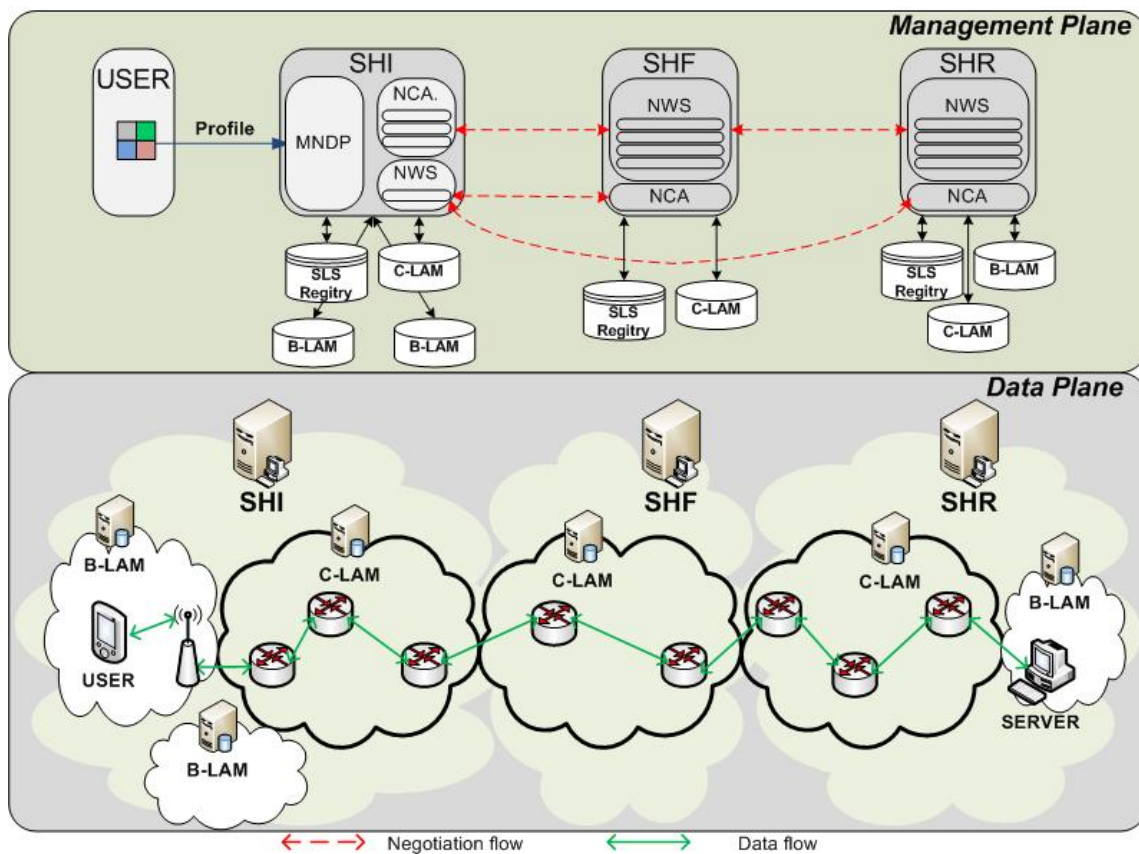 Management Plane
USER
Profile
SHI
MNDP
NCA.
NWS
SHF
NWS
NCA
SHR
NWS
NCA
SLS
Regitry
C-LAM
B-LAM
B-LAM
SLS
Regitry
C-LAM
SLS
Regitry
B-LAM
C-LAM
Data Plane
SHI
SHF
SHR
B-LAM
C-LAM
C-LAM
C-LAM
B-LAM
USER
SERVER
B-LAM
Negotiation flow
Data flow